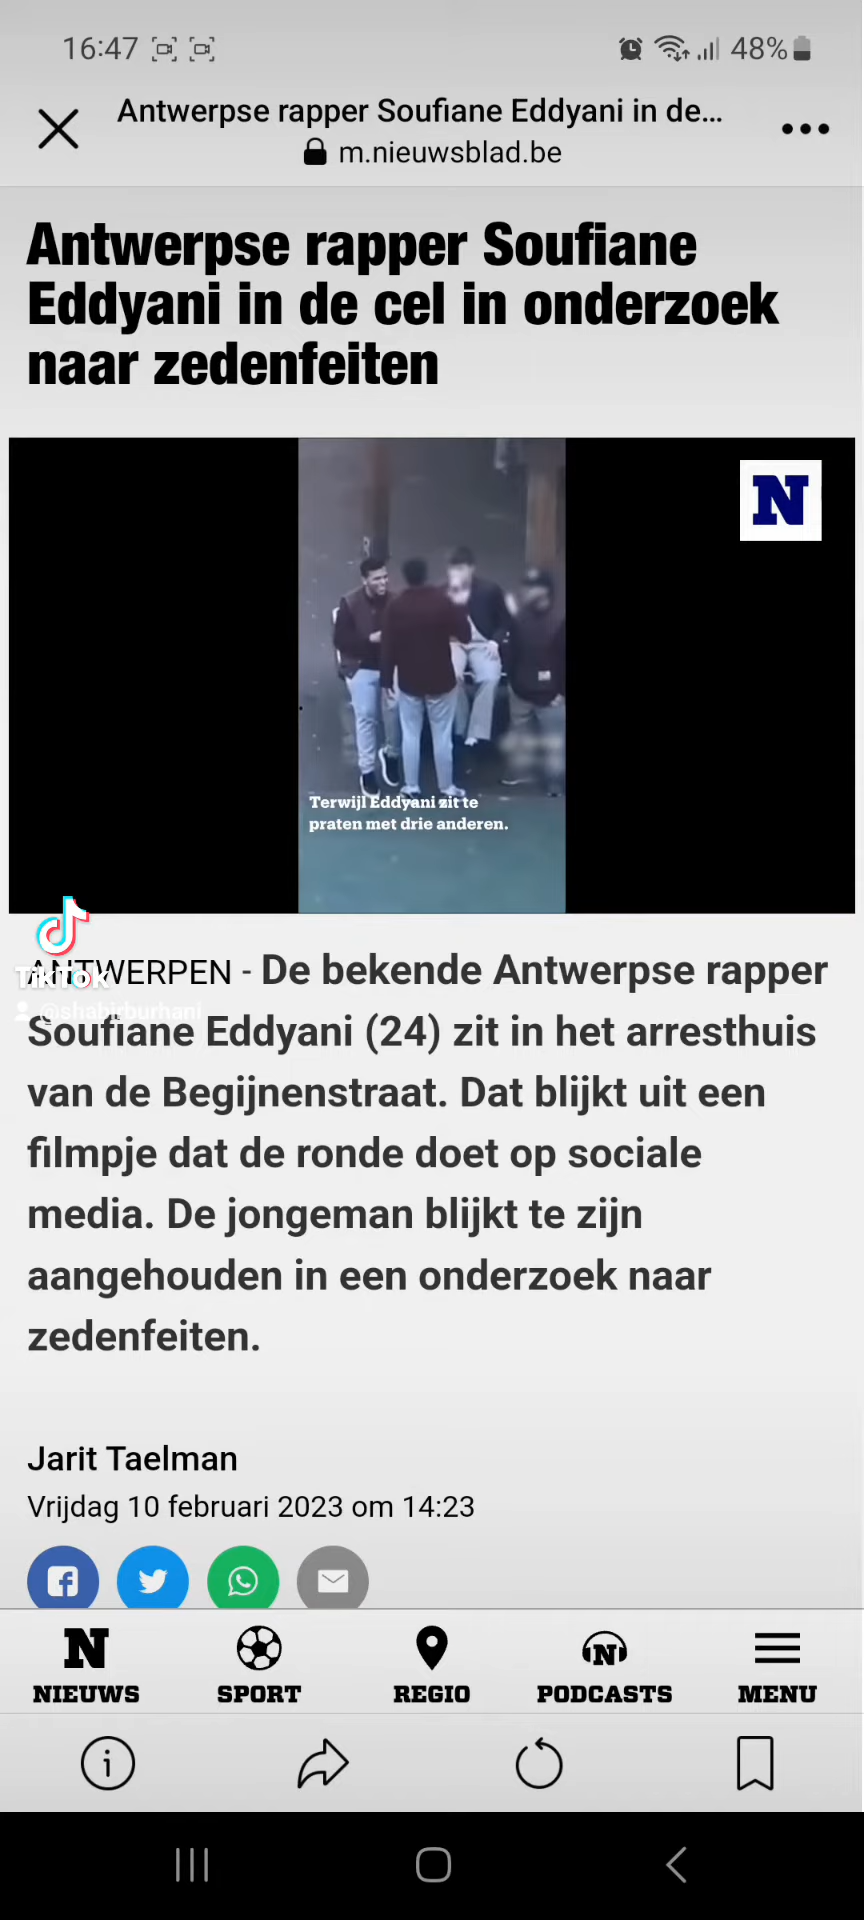 16:47
48%
Antwerpse rapper Soufiane Eddyani in de...
m.nieuwsblad.be
Antwerpse rapper Soufiane
Eddyani in de cel in onderzoek
naar zedenfeiten
N
Terwijl Eddyani zit te
praten met drie anderen.
TikTok
@shabirburhani
ANTWERPEN - De bekende Antwerpse rapper
Soufiane Eddyani (24) zit in het arresthuis
van de Begijnenstraat. Dat blijkt uit een
filmpje dat de ronde doet op sociale
media. De jongeman blijkt te zijn
aangehouden in een onderzoek naar
zedenfeiten.
Jarit Taelman
Vrijdag 10 februari 2023 om 14:23
N
N
NIEUWS
SPORT
REGIO
PODCASTS
MENU